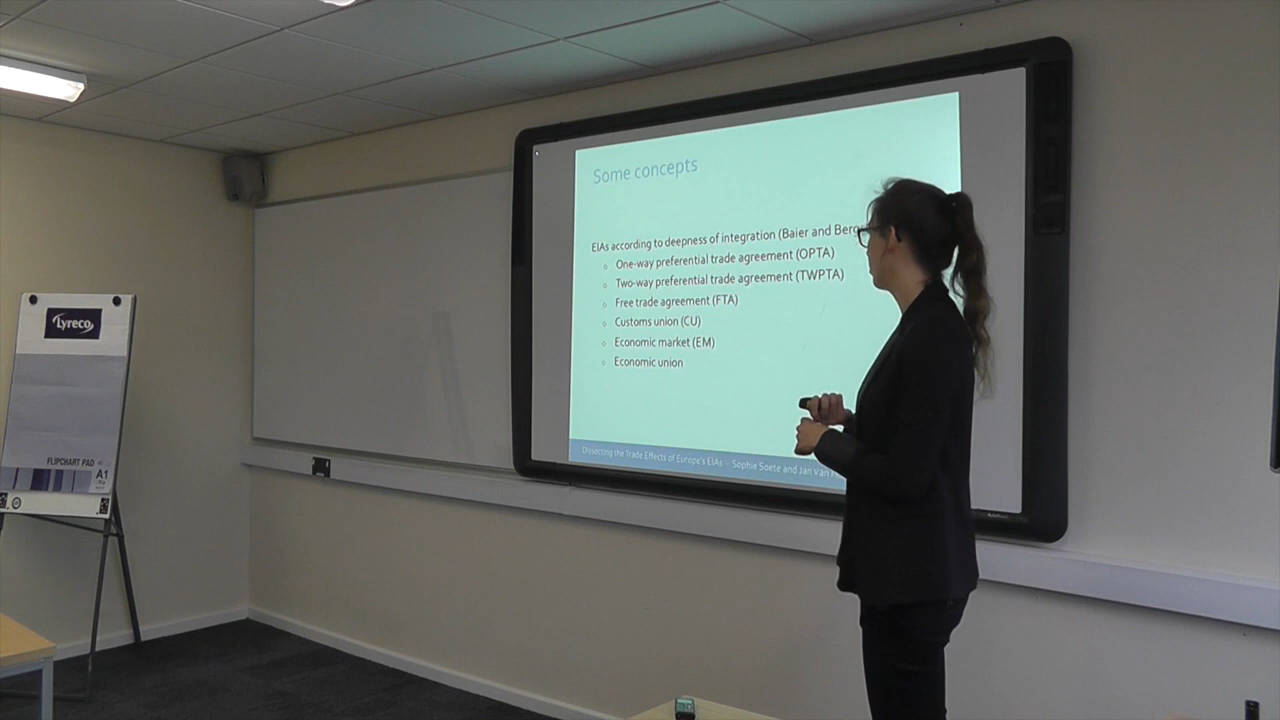 Some concepts
EIAs according to deepness of integration (Baier and
One-way preferential trade agreement (OPTA)
Two-way preferential trade agreement (TWPTA)
Free trade agreement (FTA)
Customs union (CU)
Economic market (EM)
Economic union
Dissecting the Trade Effects of Europe's EIAs - Sophie Soete and Jan Van
Lyreco
FLIPCHART PAD
A1